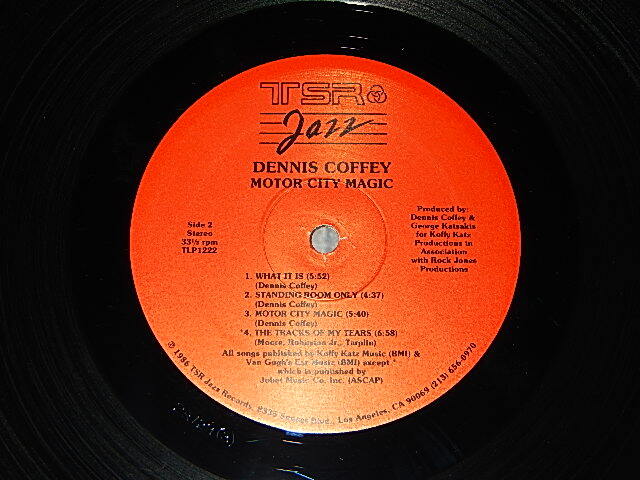 TSR
Jazz
DENNIS COFFEY
MOTOR CITY MAGIC
Side 2
Stereo
33⅓ rpm
TLP1222
Produced by:
Dennis Coffey &
George Katsakis
for Koffy Katz
Productions in
Association
with Rock Jones
Productions
1. WHAT IT IS (5:52)
(Dennis Coffey)
2. STANDING ROOM ONLY (4:37)
(Dennis Coffey)
3. MOTOR CITY MAGIC (5:40)
(Dennis Coffey)
*4. THE TRACKS OF MY TEARS (6:58)
(Moore, Robinson Jr., Tarplin)
All songs published by Koffy Katz Music (BMI) &
Van Gogh's Ear Music (BMI) except *
which is published by
Jobet Music Co. Inc. (ASCAP)
℗ 1986 TSR Jazz Records, 8335 Sunset Blvd., Los Angeles, CA 90069 (213) 656-0970